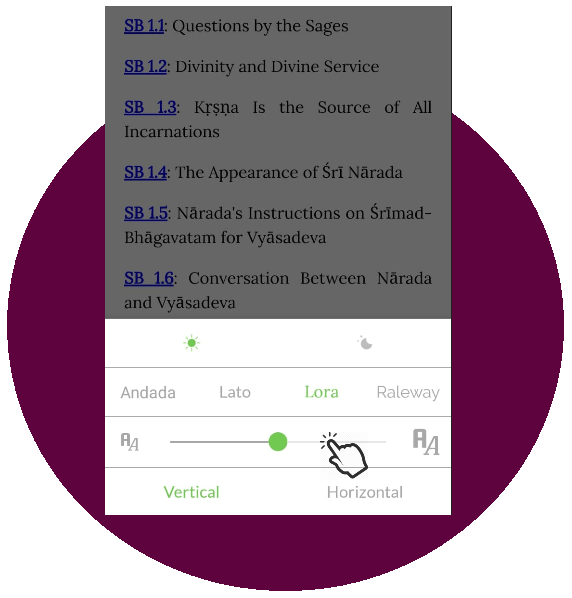 SB 1.1: Questions by the Sages
SB 1.2: Divinity and Divine Service
SB 1.3: Kṛṣṇa Is the Source of All
Incarnations
SB 1.4: The Appearance of Śrī Nārada
SB 1.5: Nārada's Instructions on Śrīmad-
Bhāgavatam for Vyāsadeva
SB 1.6: Conversation Between Nārada
and Vyāsadeva
Andada Lato Lora Raleway
AA AA
Vertical Horizontal